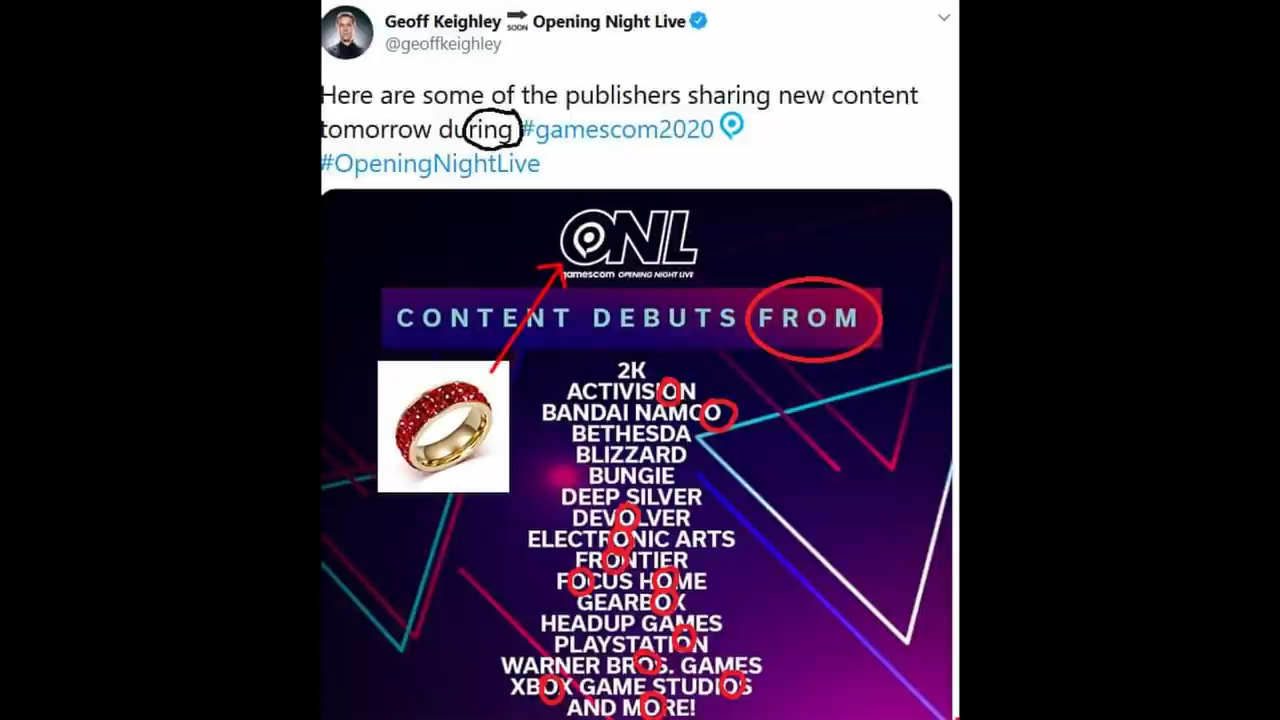 Geoff Keighley SOON Opening Night Live
@geoffkeighley
Here are some of the publishers sharing new content
tomorrow during #gamescom2020
#OpeningNightLive
ONL
gamescom OPENING NIGHT LIVE
CONTENT DEBUTS FROM
2K
ACTIVISION
BANDAI NAMCO
BETHESDA
BLIZZARD
BUNGIE
DEEP SILVER
DEVOLVER
ELECTRONIC ARTS
FRONTIER
FOCUS HOME
GEARBOX
HEADUP GAMES
PLAYSTATION
WARNER BROS. GAMES
XBOX GAME STUDIOS
AND MORE!